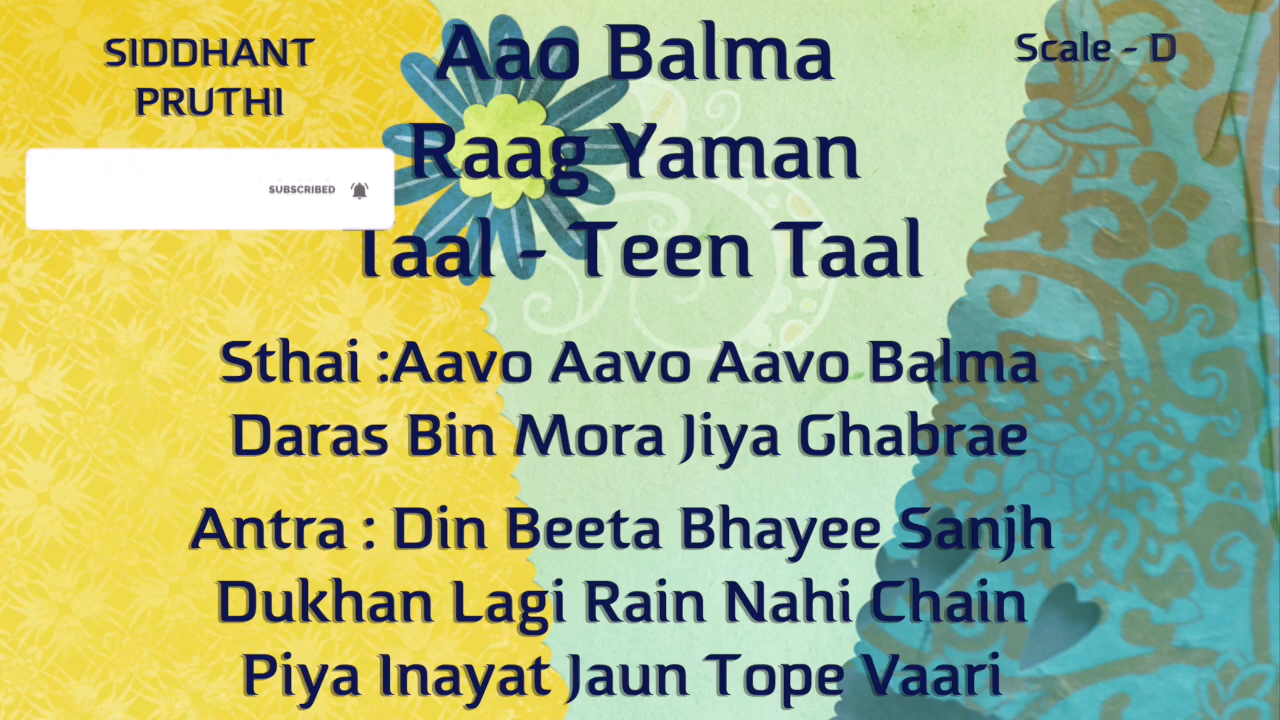 SIDDHANT
PRUTHI
SUBSCRIBED
Aao Balma
Raag Yaman
Taal - Teen Taal
Scale - D
Sthai :Aavo Aavo Aavo Balma
Daras Bin Mora Jiya Ghabrae
Antra : Din Beeta Bhayee Sanjh
Dukhan Lagi Rain Nahi Chain
Piya Inayat Jaun Tope Vaari